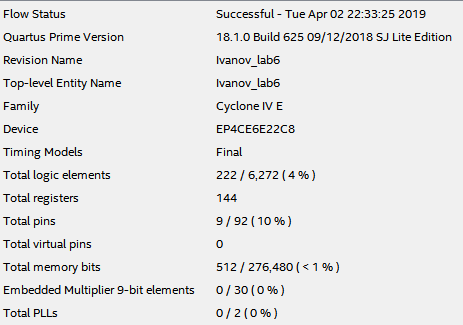 Flow Status Successful - Tue Apr 02 22:33:25 2019
Quartus Prime Version 18.1.0 Build 625 09/12/2018 SJ Lite Edition
Revision Name Ivanov_lab6
Top-level Entity Name Ivanov_lab6
Family Cyclone IV E
Device EP4CE6E22C8
Timing Models Final
Total logic elements 222 / 6,272 ( 4 % )
Total registers 144
Total pins 9 / 92 ( 10 % )
Total virtual pins 0
Total memory bits 512 / 276,480 ( < 1 % )
Embedded Multiplier 9-bit elements 0 / 30 ( 0 % )
Total PLLs 0 / 2 ( 0 % )